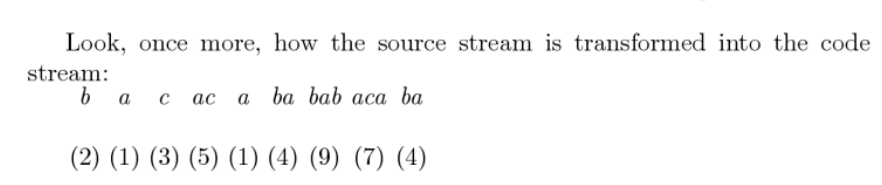 Look, once more, how the source stream is transformed into the code
stream:
b a c ac a ba bab aca ba
(2) (1) (3) (5) (1) (4) (9) (7) (4)